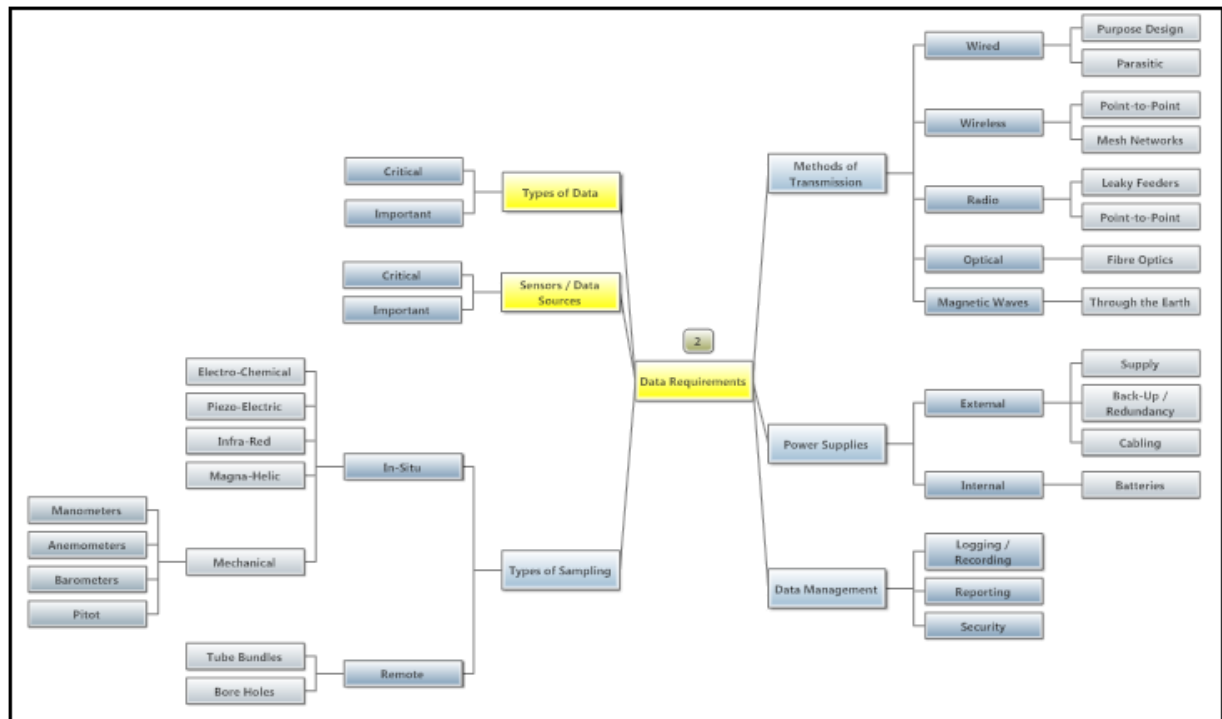 2
Data Requirements
Types of Data
Critical
Important
Sensors / Data
Sources
Critical
Important
Types of Sampling
In-Situ
Electro-Chemical
Piezo-Electric
Infra-Red
Magna-Helic
Mechanical
Manometers
Anemometers
Barometers
Pitot
Remote
Tube Bundles
Bore Holes
Methods of
Transmission
Wired
Purpose Design
Parasitic
Wireless
Point-to-Point
Mesh Networks
Radio
Leaky Feeders
Point-to-Point
Optical
Fibre Optics
Magnetic Waves
Through the Earth
Power Supplies
External
Supply
Back-Up /
Redundancy
Cabling
Internal
Batteries
Data Management
Logging /
Recording
Reporting
Security